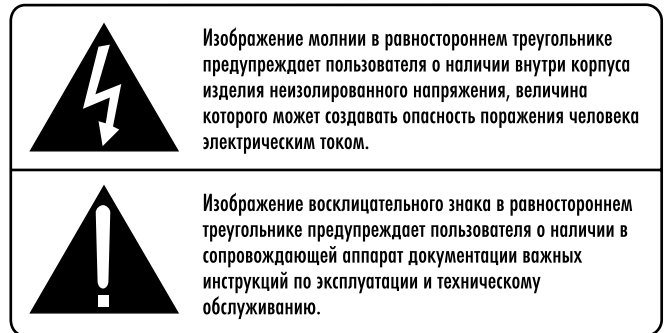 Изображение молнии в равностороннем треугольнике
предупреждает пользователя о наличии внутри корпуса
изделия неизолированного напряжения, величина
которого может создавать опасность поражения человека
электрическим током.
Изображение восклицательного знака в равностороннем
треугольнике предупреждает пользователя о наличии в
сопровождающей аппарат документации важных
инструкций по эксплуатации и техническому
обслуживанию.